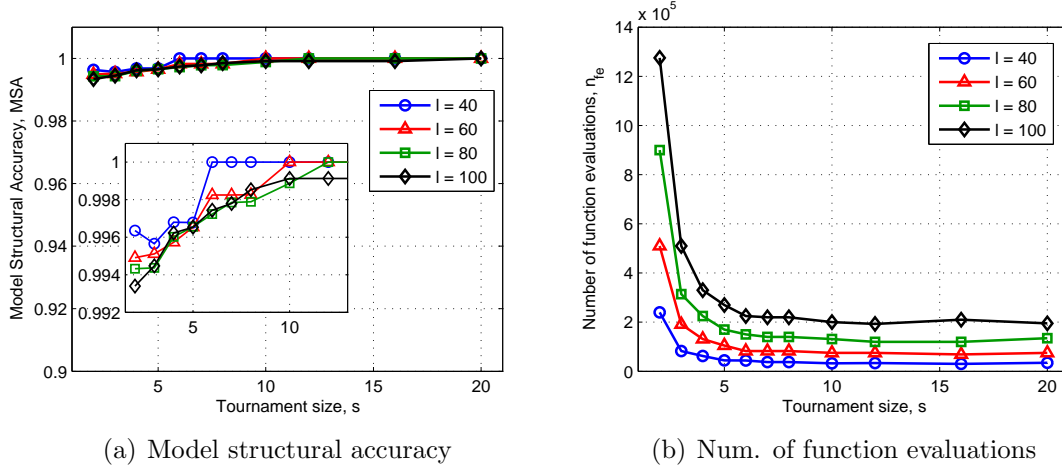 Model Structural Accuracy, MSA
1
0.98
0.96
0.94
0.92
0.9
5
10
15
20
Tournament size, s
l = 40
l = 60
l = 80
l = 100
1
0.998
0.996
0.994
0.992
5
10
(a) Model structural accuracy
x 10^5
Number of function evaluations, n_fe
14
12
10
8
6
4
2
0
5
10
15
20
Tournament size, s
l = 40
l = 60
l = 80
l = 100
(b) Num. of function evaluations